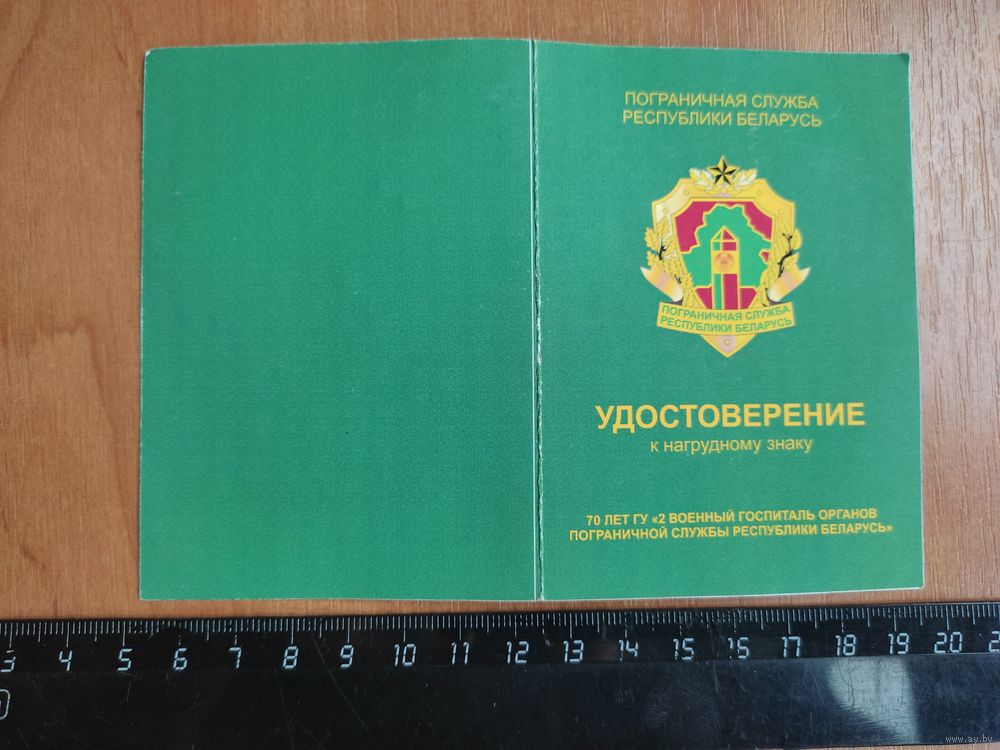 ПОГРАНИЧНАЯ СЛУЖБА
РЕСПУБЛИКИ БЕЛАРУСЬ
ПОГРАНИЧНАЯ СЛУЖБА
РЕСПУБЛИКИ БЕЛАРУСЬ
УДОСТОВЕРЕНИЕ
к нагрудному знаку
70 ЛЕТ ГУ «2 ВОЕННЫЙ ГОСПИТАЛЬ ОРГАНОВ
ПОГРАНИЧНОЙ СЛУЖБЫ РЕСПУБЛИКИ БЕЛАРУСЬ»
3 4 5 6 7 8 9 10 11 12 13 14 15 15 17 18 19 20
www.ay.by